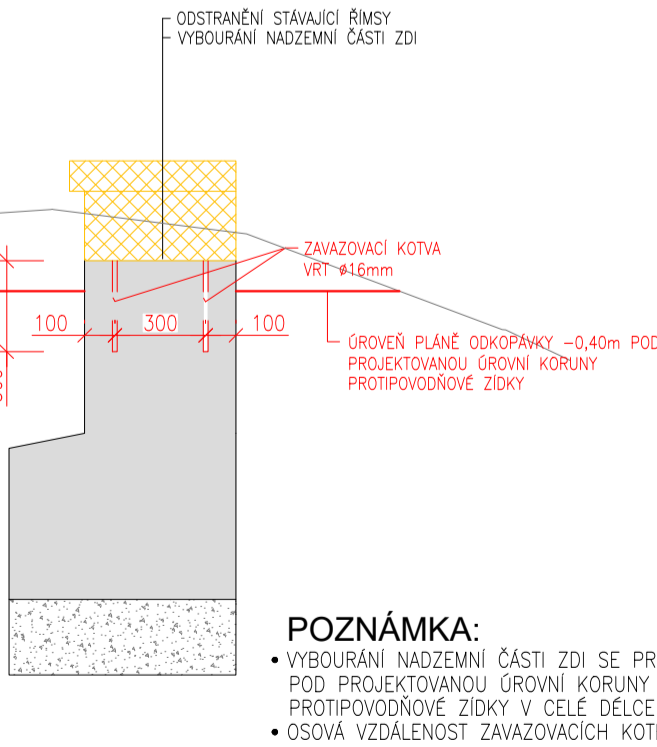 ODSTRANĚNÍ STÁVAJÍCÍ ŘÍMSY
VYBOURÁNÍ NADZEMNÍ ČÁSTI ZDI
ZAVAZOVACÍ KOTVA
VRT ø16mm
100
300
100
ÚROVEŇ PLÁNĚ ODKOPÁVKY -0,40m POD
PROJEKTOVANOU ÚROVNÍ KORUNY
PROTIPOVODŇOVÉ ZÍDKY
POZNÁMKA:
• VYBOURÁNÍ NADZEMNÍ ČÁSTI ZDI SE PR
POD PROJEKTOVANOU ÚROVNÍ KORUNY
PROTIPOVODŇOVÉ ZÍDKY V CELÉ DÉLCE
• OSOVÁ VZDÁLENOST ZAVAZOVACÍCH